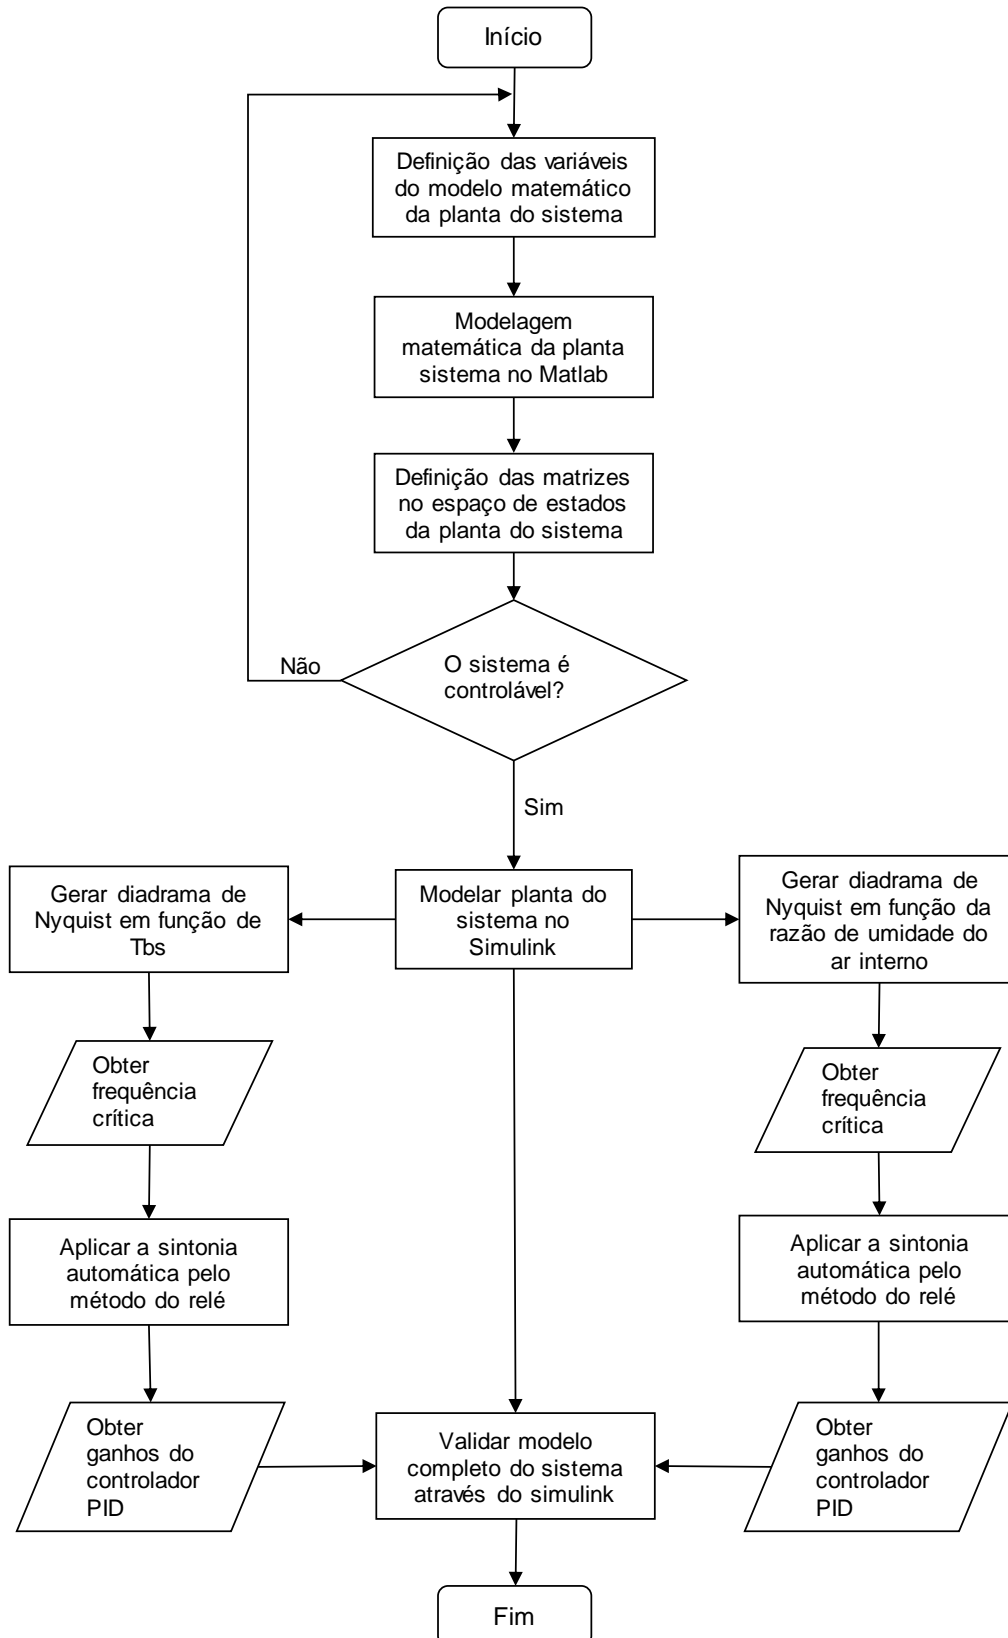 Início
Definição das variáveis
do modelo matemático
da planta do sistema
Modelagem
matemática da planta
sistema no Matlab
Definição das matrizes
no espaço de estados
da planta do sistema
O sistema é
controlável?
Não
Sim
Gerar diadrama de
Nyquist em função de
Tbs
Modelar planta do
sistema no
Simulink
Gerar diadrama de
Nyquist em função da
razão de umidade do
ar interno
Obter
frequência
crítica
Obter
frequência
crítica
Aplicar a sintonia
automática pelo
método do relé
Aplicar a sintonia
automática pelo
método do relé
Obter
ganhos do
controlador
PID
Validar modelo
completo do sistema
através do simulink
Obter
ganhos do
controlador
PID
Fim